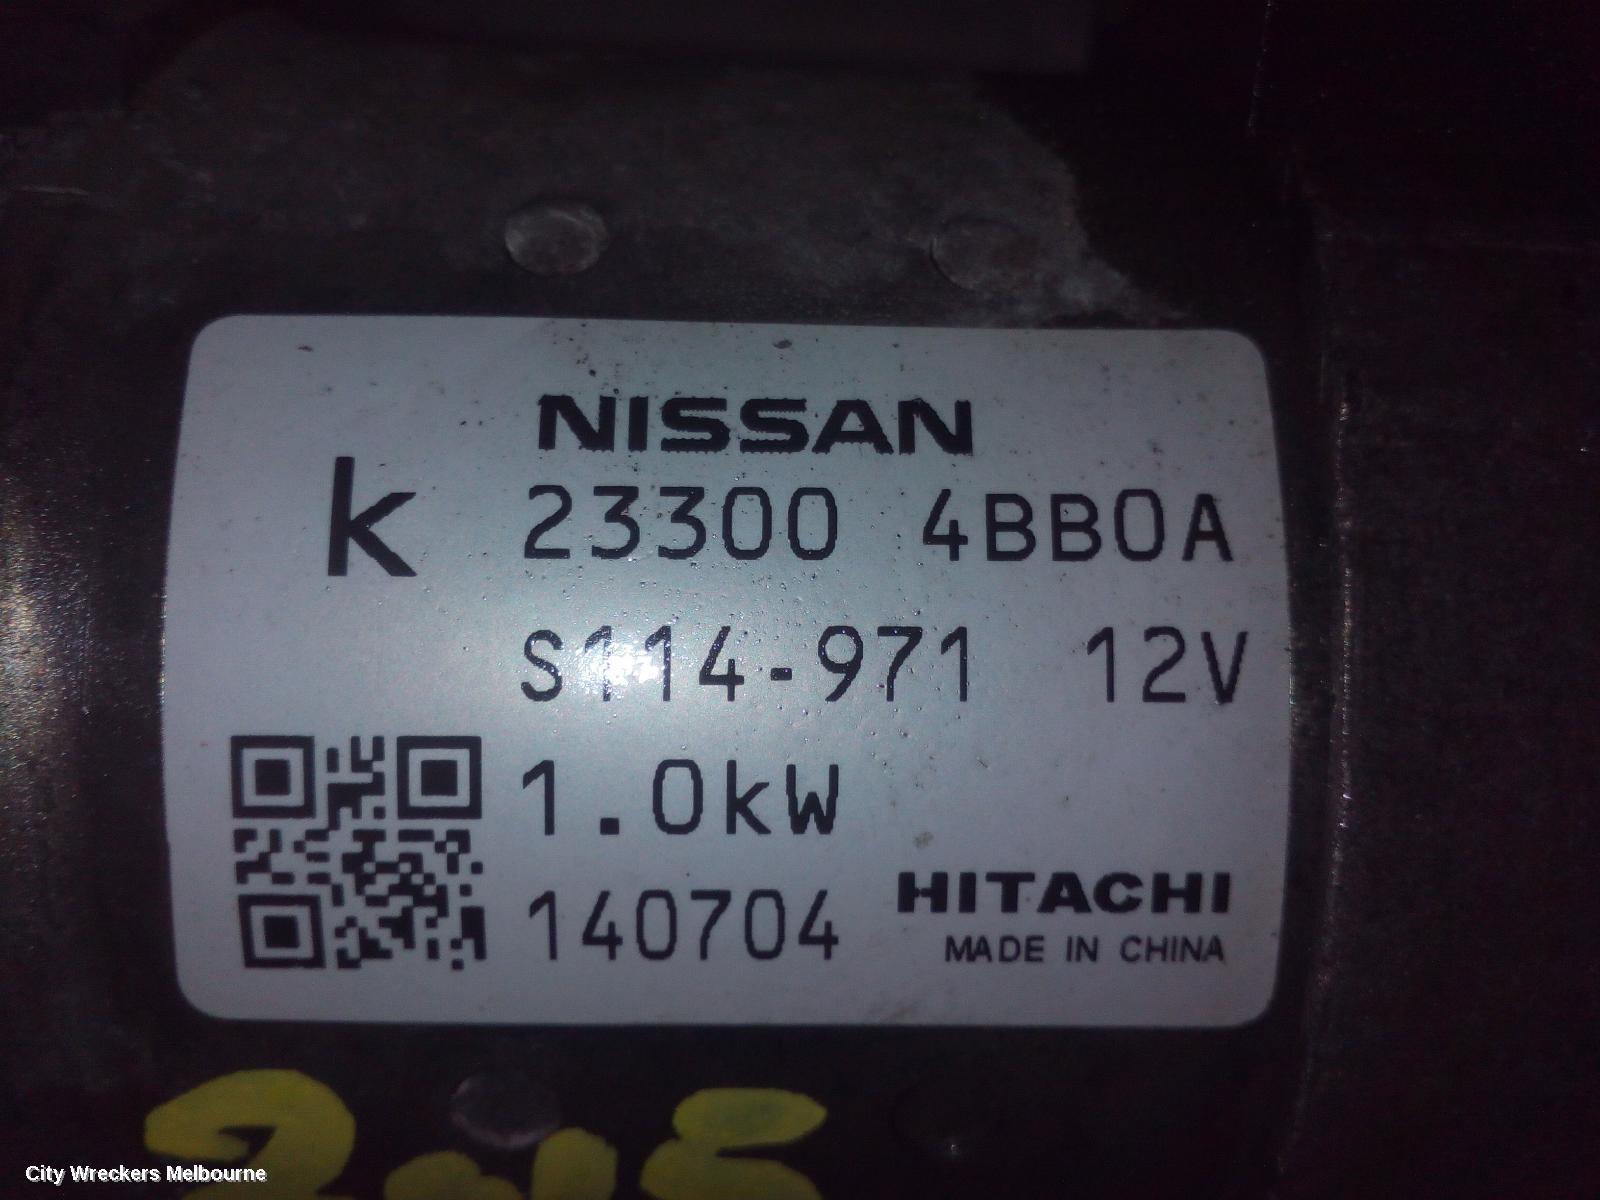 NISSAN
k 23300 4BB0A
S114-971 12V
1.0kW
140704 HITACHI
MADE IN CHINA
City Wreckers Melbourne